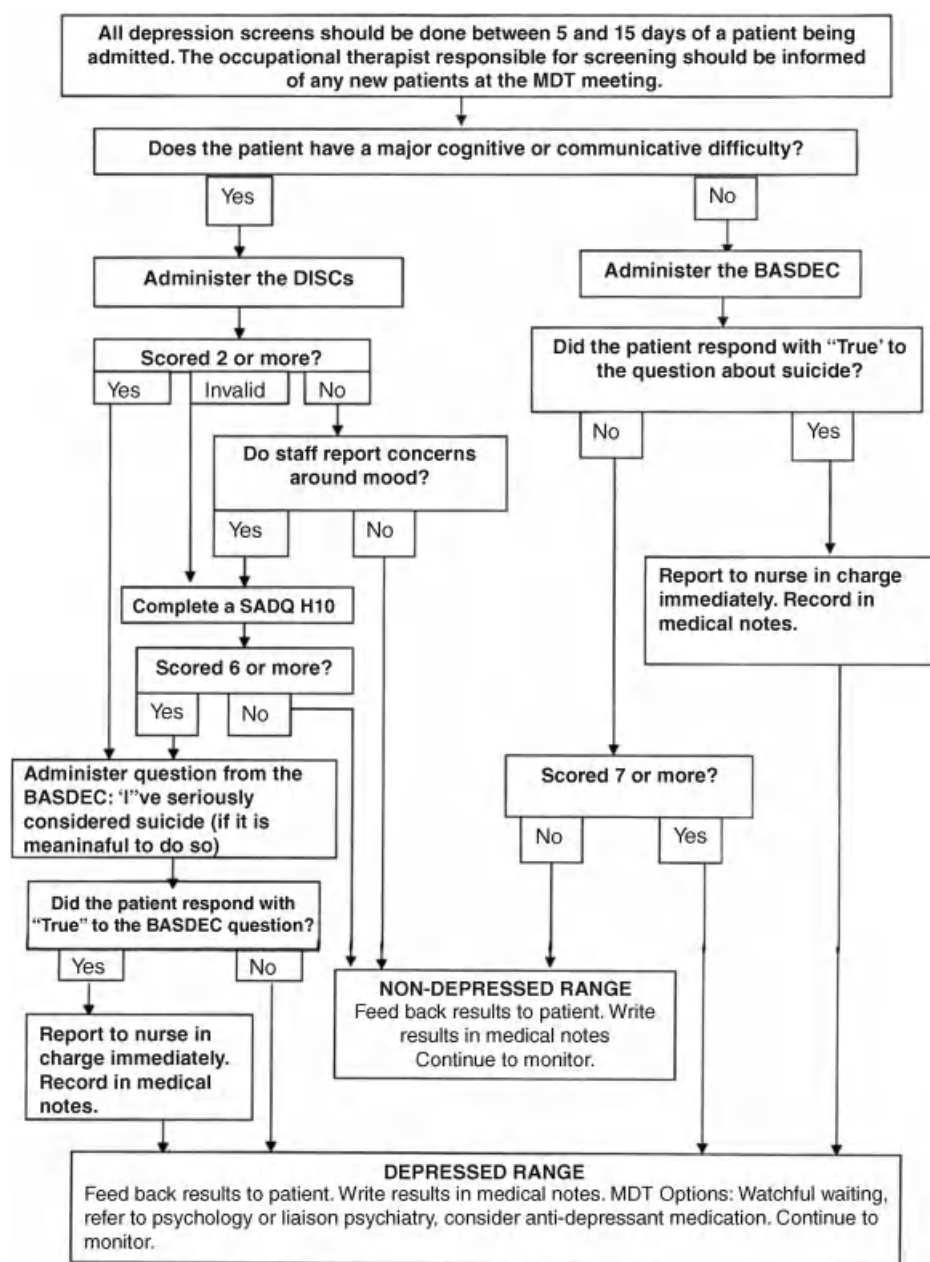 All depression screens should be done between 5 and 15 days of a patient being
admitted. The occupational therapist responsible for screening should be informed
of any new patients at the MDT meeting.
Does the patient have a major cognitive or communicative difficulty?
Yes
No
Administer the DISCs
Administer the BASDEC
Scored 2 or more?
Yes
Invalid
No
Did the patient respond with “True’ to
the question about suicide?
No
Yes
Do staff report concerns
around mood?
Yes
No
Report to nurse in charge
immediately. Record in
medical notes.
Complete a SADQ H10
Scored 6 or more?
Yes
No
Administer question from the
BASDEC: ‘I”ve seriously
considered suicide (if it is
meaninaful to do so)
Scored 7 or more?
No
Yes
Did the patient respond with
“True” to the BASDEC question?
Yes
No
Report to nurse in
charge immediately.
Record in medical
notes.
NON-DEPRESSED RANGE
Feed back results to patient. Write
results in medical notes
Continue to monitor.
DEPRESSED RANGE
Feed back results to patient. Write results in medical notes. MDT Options: Watchful waiting,
refer to psychology or liaison psychiatry, consider anti-depressant medication. Continue to
monitor.